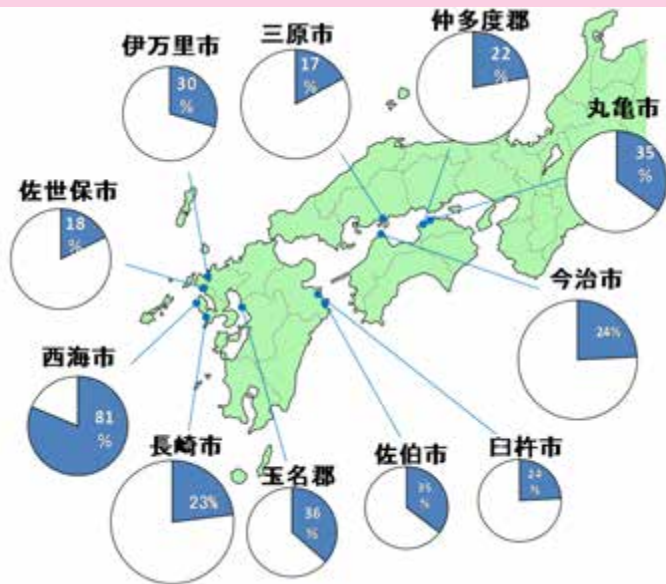 伊万里市
30
%
三原市
17
%
仲多度郡
22
%
丸亀市
35
%
佐世保市
18
%
今治市
24%
西海市
81
%
長崎市
23%
玉名郡
36
%
佐伯市
35
%
臼杵市
24
%